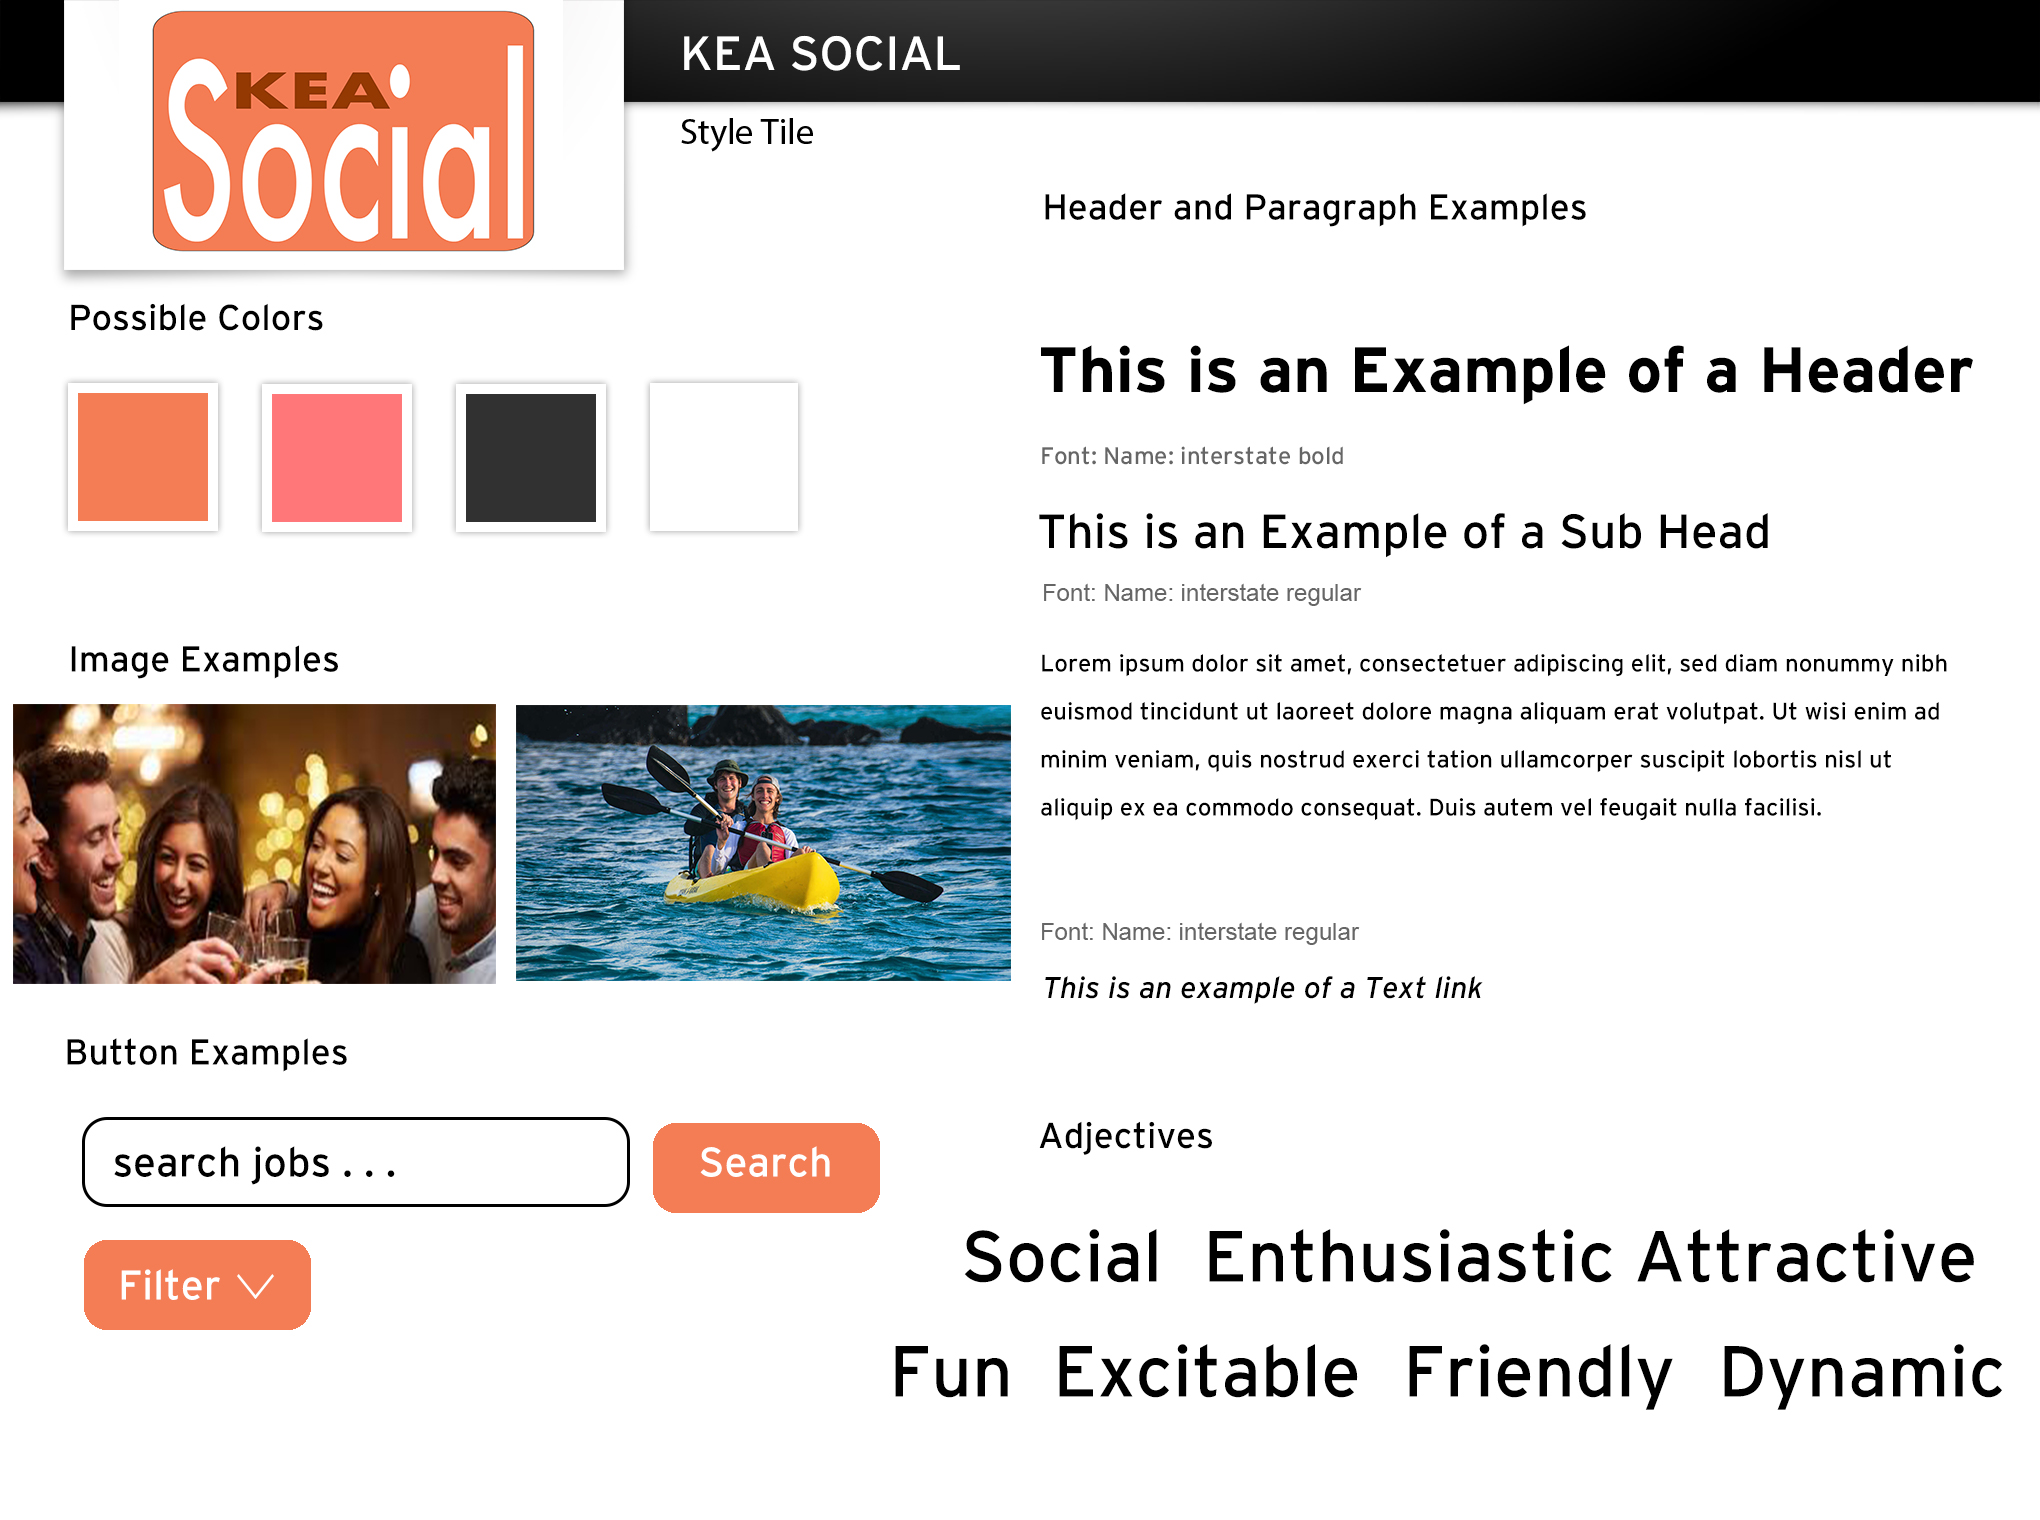 KEA
Social
KEA SOCIAL
Style Tile
Possible Colors
Image Examples
Button Examples
search jobs . . .
Search
Filter
Header and Paragraph Examples
This is an Example of a Header
Font: Name: interstate bold
This is an Example of a Sub Head
Font: Name: interstate regular
Lorem ipsum dolor sit amet, consectetuer adipiscing elit, sed diam nonummy nibh
euismod tincidunt ut laoreet dolore magna aliquam erat volutpat. Ut wisi enim ad
minim veniam, quis nostrud exerci tation ullamcorper suscipit lobortis nisl ut
aliquip ex ea commodo consequat. Duis autem vel feugait nulla facilisi.
Font: Name: interstate regular
This is an example of a Text link
Adjectives
Social Enthusiastic Attractive
Fun Excitable Friendly Dynamic